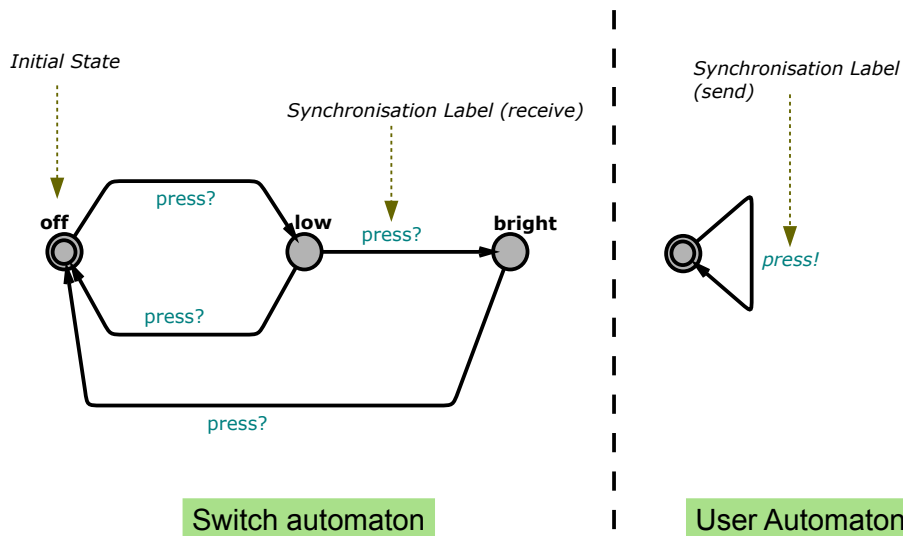 Initial State
Synchronisation Label (receive)
Synchronisation Label
(send)
press?
off
low
press?
bright
press!
press?
press?
Switch automaton
User Automaton